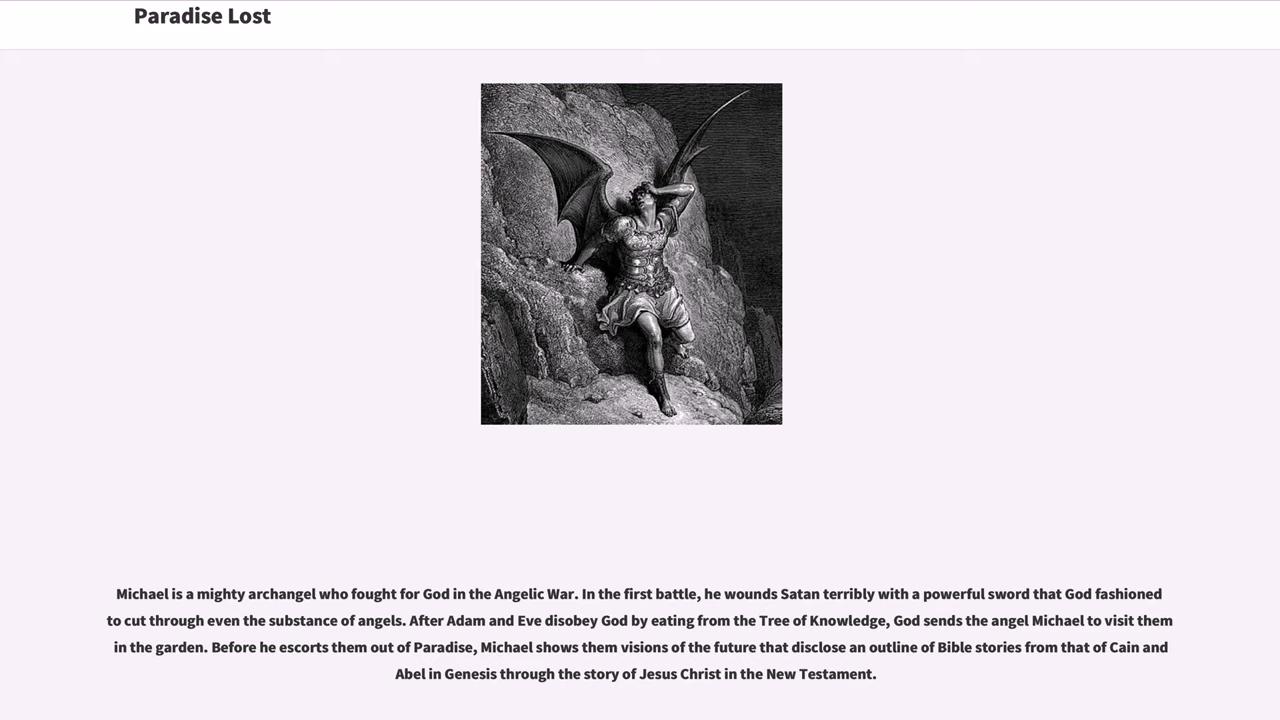 Paradise Lost
Michael is a mighty archangel who fought for God in the Angelic War. In the first battle, he wounds Satan terribly with a powerful sword that God fashioned
to cut through even the substance of angels. After Adam and Eve disobey God by eating from the Tree of Knowledge, God sends the angel Michael to visit them
in the garden. Before he escorts them out of Paradise, Michael shows them visions of the future that disclose an outline of Bible stories from that of Cain and
Abel in Genesis through the story of Jesus Christ in the New Testament.